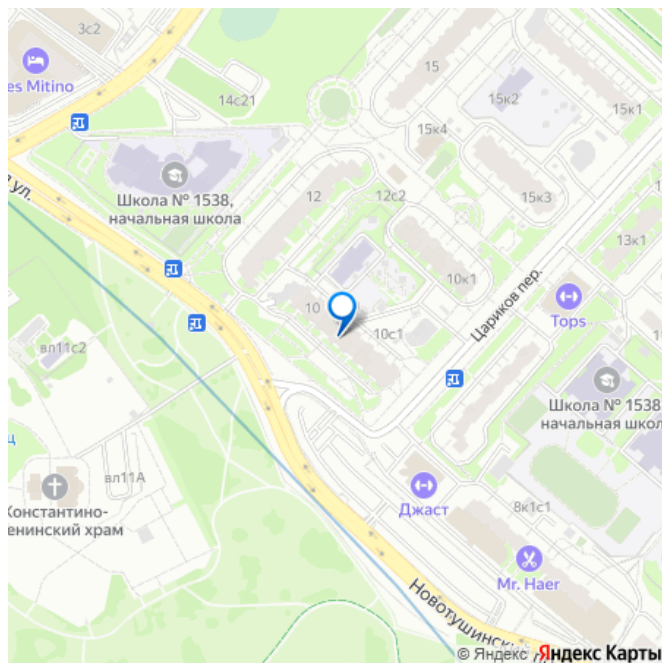 3с2
es Mitino
14с21
15
15к2
15к1
15к4
Школа № 1538,
начальная школа
12
12с2
15к3
ул.
13к1
10к1
Цариков пер.
10
Tops
10с1
вл11с2
Школа № 1538
начальная школ
ц
вл11А
Константино-
енинский храм
Джаст
8к1с1
Mr. Haer
Новотушинский
© Яндекс Яндекс Карты